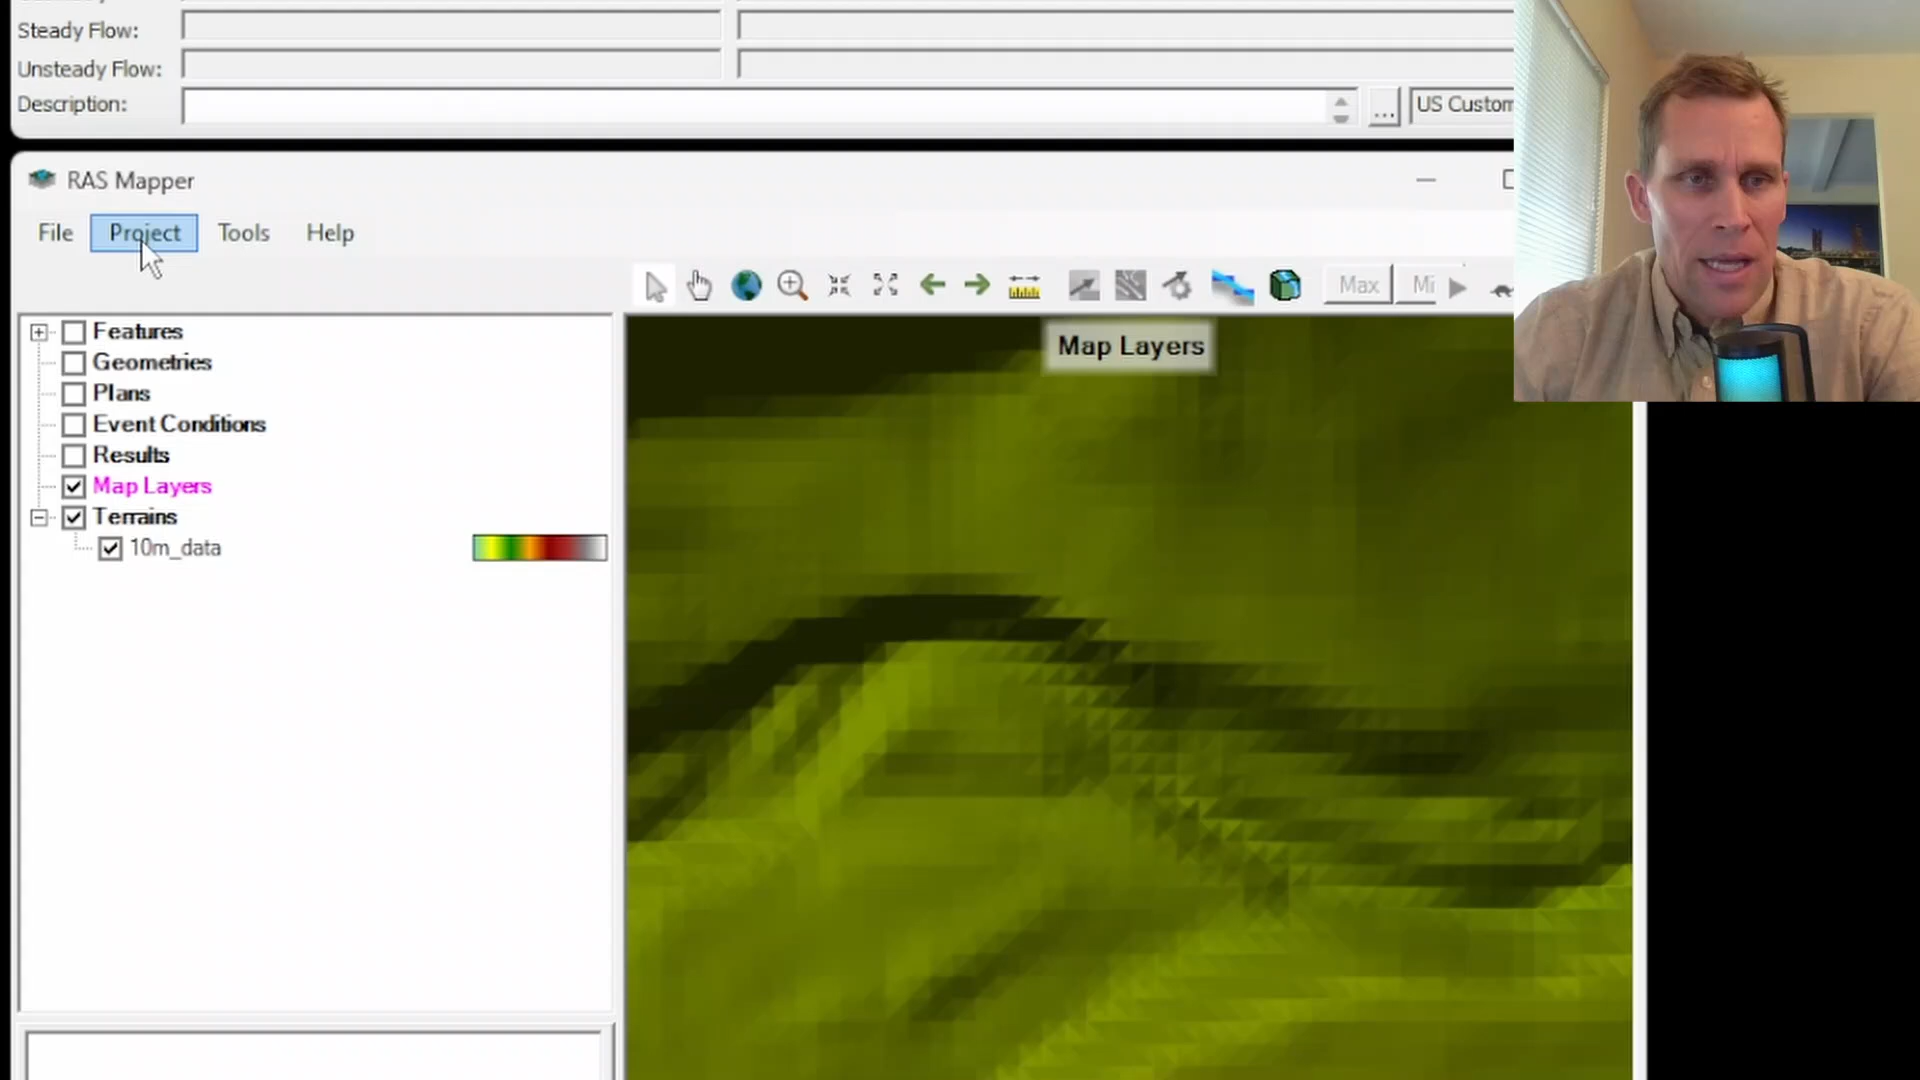 Steady Flow:
Unsteady Flow:
Description:
...
US Custom
RAS Mapper
File Project Tools Help
Max Mi
Features
Geometries
Plans
Event Conditions
Results
Map Layers
Terrains
10m_data
Map Layers